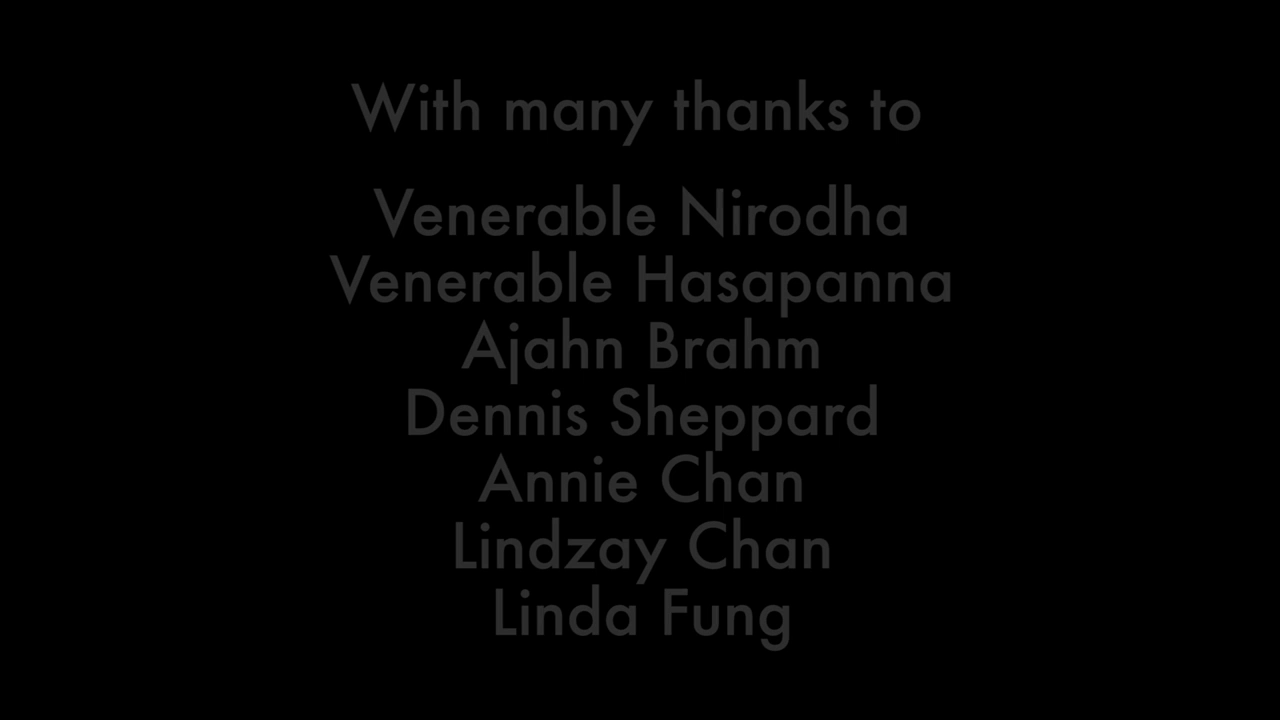 With many thanks to
Venerable Nirodha
Venerable Hasapanna
Ajahn Brahm
Dennis Sheppard
Annie Chan
Lindzay Chan
Linda Fung